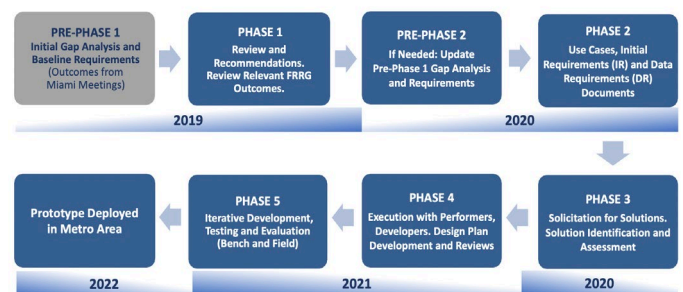 PRE-PHASE 1
Initial Gap Analysis and
Baseline Requirements
(Outcomes from
Miami Meetings)
PHASE 1
Review and
Recommendations.
Review Relevant FRRG
Outcomes.
PRE-PHASE 2
If Needed: Update
Pre-Phase 1 Gap Analysis
and Requirements
PHASE 2
Use Cases, Initial
Requirements (IR) and Data
Requirements (DR)
Documents
2019
2020
Prototype Deployed
in Metro Area
PHASE 5
Iterative Development,
Testing and Evaluation
(Bench and Field)
PHASE 4
Execution with Performers,
Developers. Design Plan
Development and Reviews
PHASE 3
Solicitation for Solutions.
Solution Identification and
Assessment
2022
2021
2020